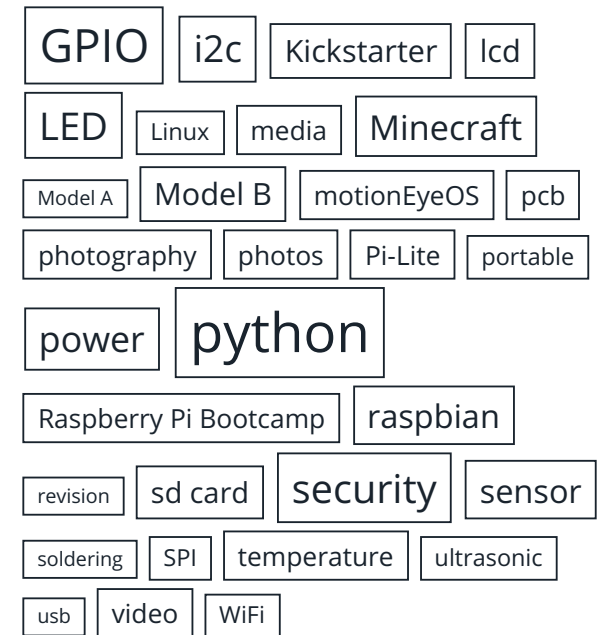 GPIO i2c Kickstarter lcd
LED Linux media Minecraft
Model A Model B motionEyeOS pcb
photography photos Pi-Lite portable
power python
Raspberry Pi Bootcamp raspbian
revision sd card security sensor
soldering SPI temperature ultrasonic
usb video WiFi